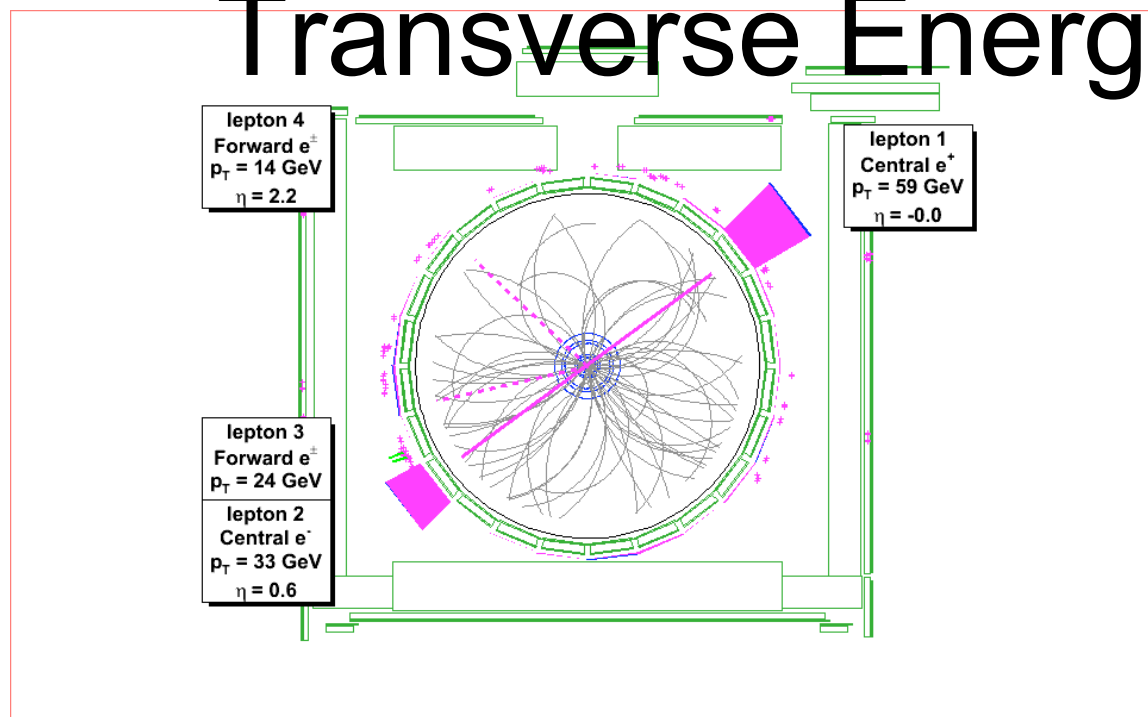 Transverse Energ
lepton 4
Forward e±
pT = 14 GeV
η = 2.2
lepton 1
Central e+
pT = 59 GeV
η = -0.0
lepton 3
Forward e±
pT = 24 GeV
lepton 2
Central e-
pT = 33 GeV
η = 0.6